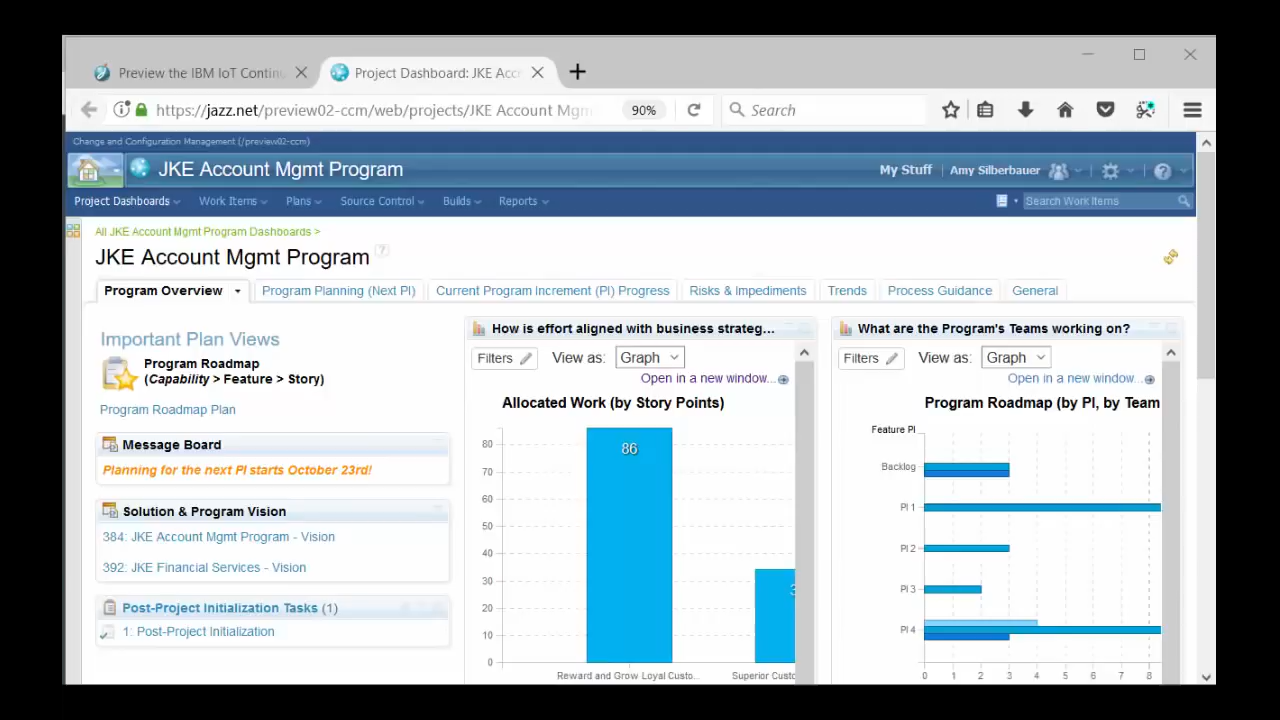 Preview the IBM IoT Continu
Project Dashboard: JKE Acco
https://jazz.net/preview02-ccm/web/projects/JKE Account Mgm
90%
Search
Change and Configuration Management (/preview02-ccm)
JKE Account Mgmt Program
My Stuff
Amy Silberbauer
Project Dashboards
Work Items
Plans
Source Control
Builds
Reports
Search Work Items
All JKE Account Mgmt Program Dashboards >
JKE Account Mgmt Program
Program Overview
Program Planning (Next PI)
Current Program Increment (PI) Progress
Risks & Impediments
Trends
Process Guidance
General
Important Plan Views
Program Roadmap
(Capability > Feature > Story)
Program Roadmap Plan
Message Board
Planning for the next PI starts October 23rd!
Solution & Program Vision
384: JKE Account Mgmt Program - Vision
392: JKE Financial Services - Vision
Post-Project Initialization Tasks (1)
1: Post-Project Initialization
How is effort aligned with business strateg...
Filters
View as:
Graph
Open in a new window...
Allocated Work (by Story Points)
80
70
60
50
40
30
20
10
0
86
3
Reward and Grow Loyal Custo...
Superior Custo
What are the Program's Teams working on?
Filters
View as:
Graph
Open in a new window...
Program Roadmap (by PI, by Team
Feature PI
Backlog
PI 1
PI 2
PI 3
PI 4
0 1 2 3 4 5 6 7 8